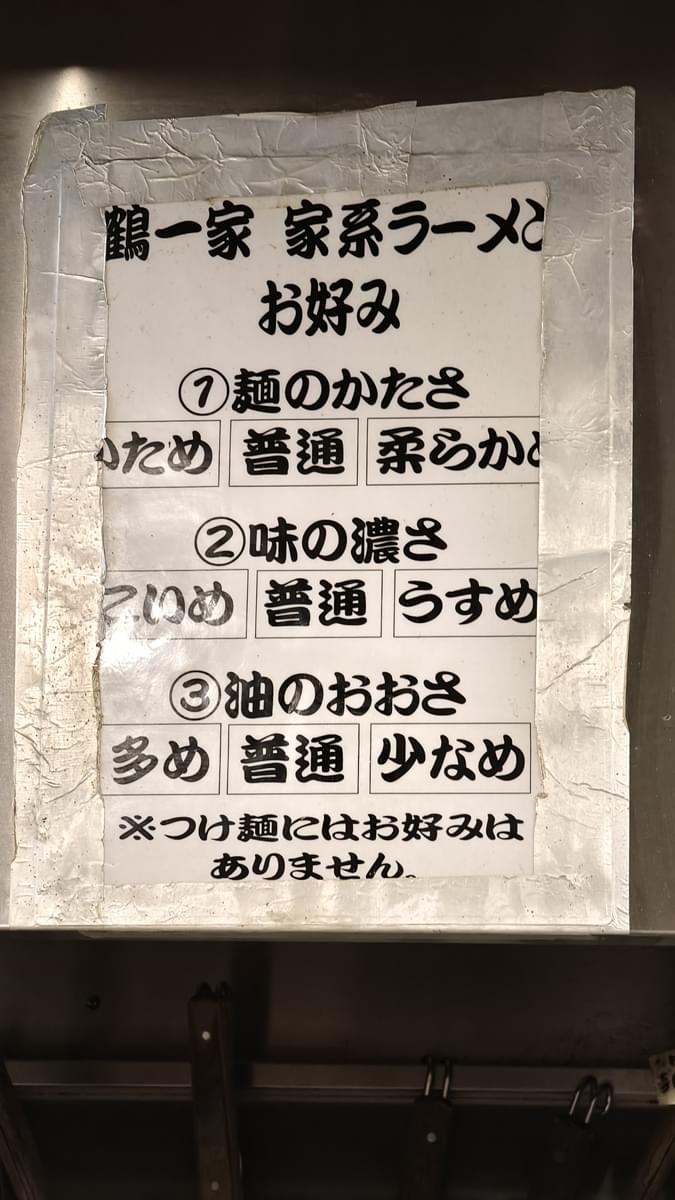 鶴一家 家系ラーメン
お好み
①麺のかたさ
かため 普通 柔らかめ
②味の濃さ
こいめ 普通 うすめ
③油のおおさ
多め 普通 少なめ
※つけ麺にはお好みは
ありません。